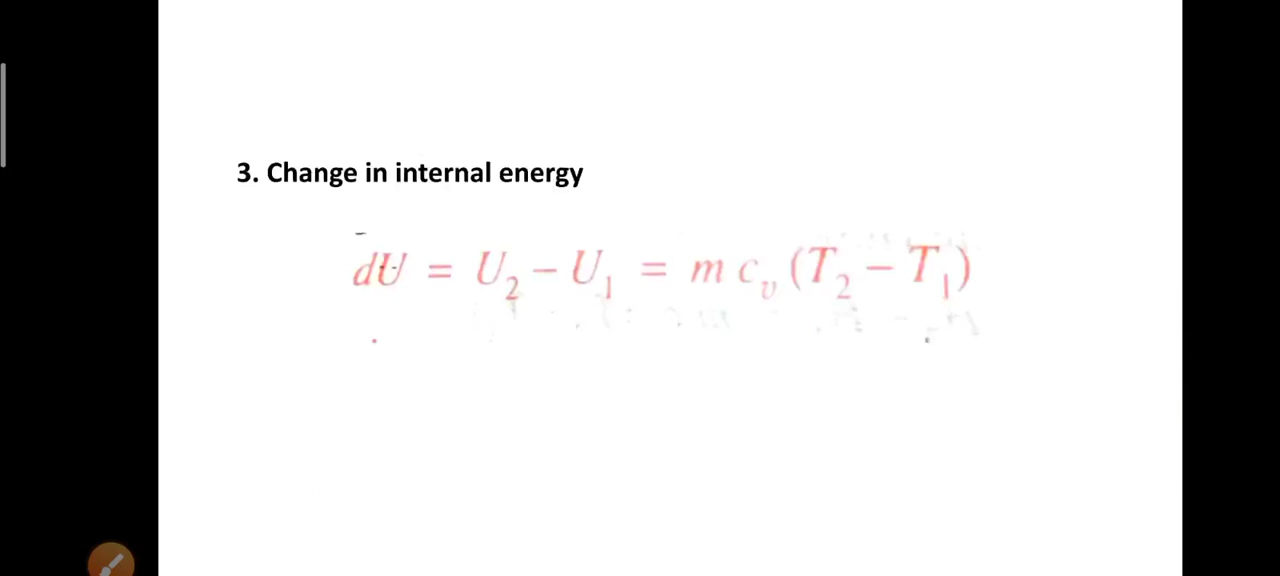 3. Change in internal energy
dU = U₂ – U₁ = m cᵥ (T₂ – T₁)